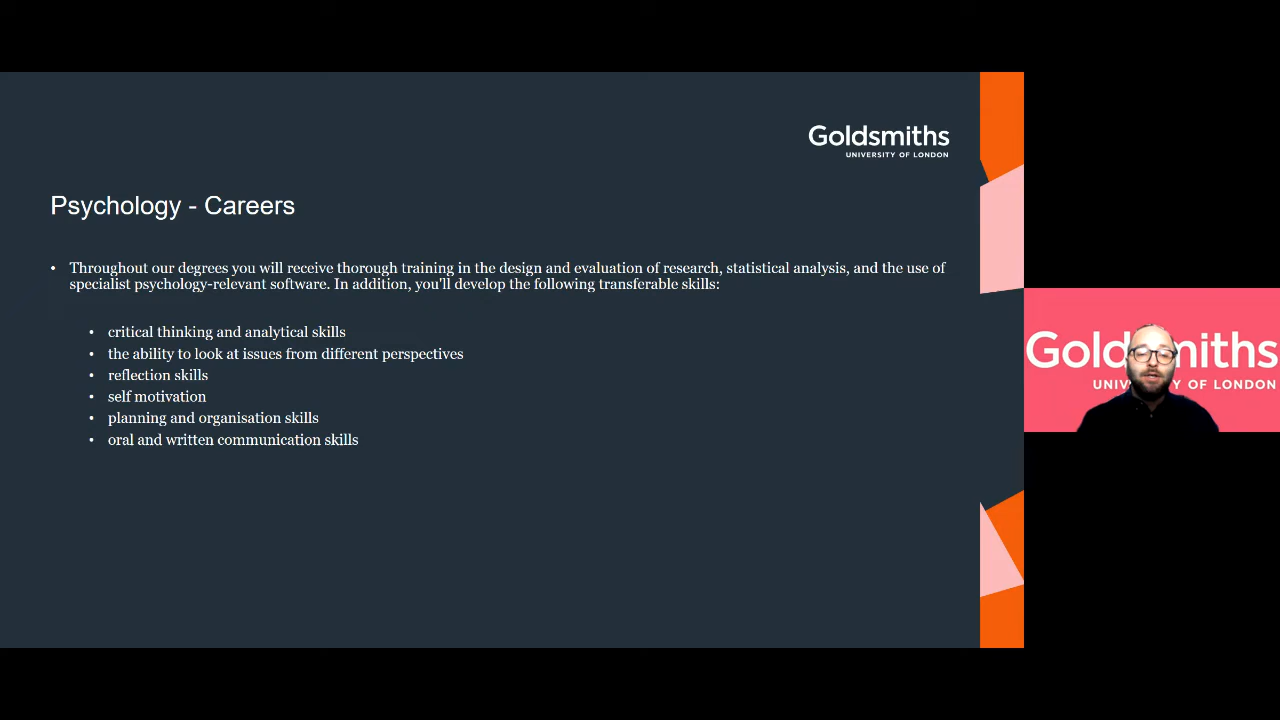 Goldsmiths
UNIVERSITY OF LONDON
Psychology - Careers
• Throughout our degrees you will receive thorough training in the design and evaluation of research, statistical analysis, and the use of
specialist psychology-relevant software. In addition, you'll develop the following transferable skills:
• critical thinking and analytical skills
• the ability to look at issues from different perspectives
• reflection skills
• self motivation
• planning and organisation skills
• oral and written communication skills
Goldsmiths
UNIVERSITY OF LONDON